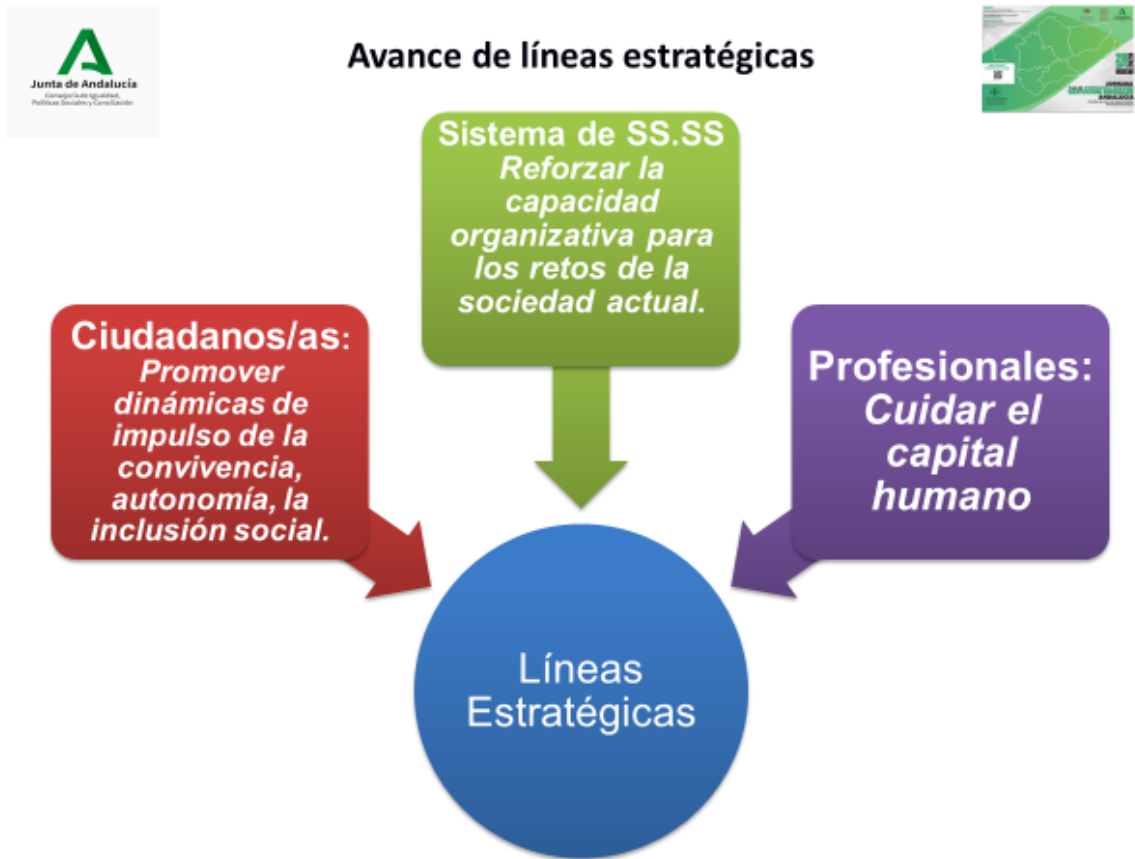 Junta de Andalucía
Consejería de Igualdad,
Políticas Sociales y Conciliación
Avance de líneas estratégicas
JORNADA
ANDALUCÍA
Sistema de SS.SS
Reforzar la
capacidad
organizativa para
los retos de la
sociedad actual.
Ciudadanos/as:
Promover
dinámicas de
impulso de la
convivencia,
autonomía, la
inclusión social.
Profesionales:
Cuidar el
capital
humano
Líneas
Estratégicas